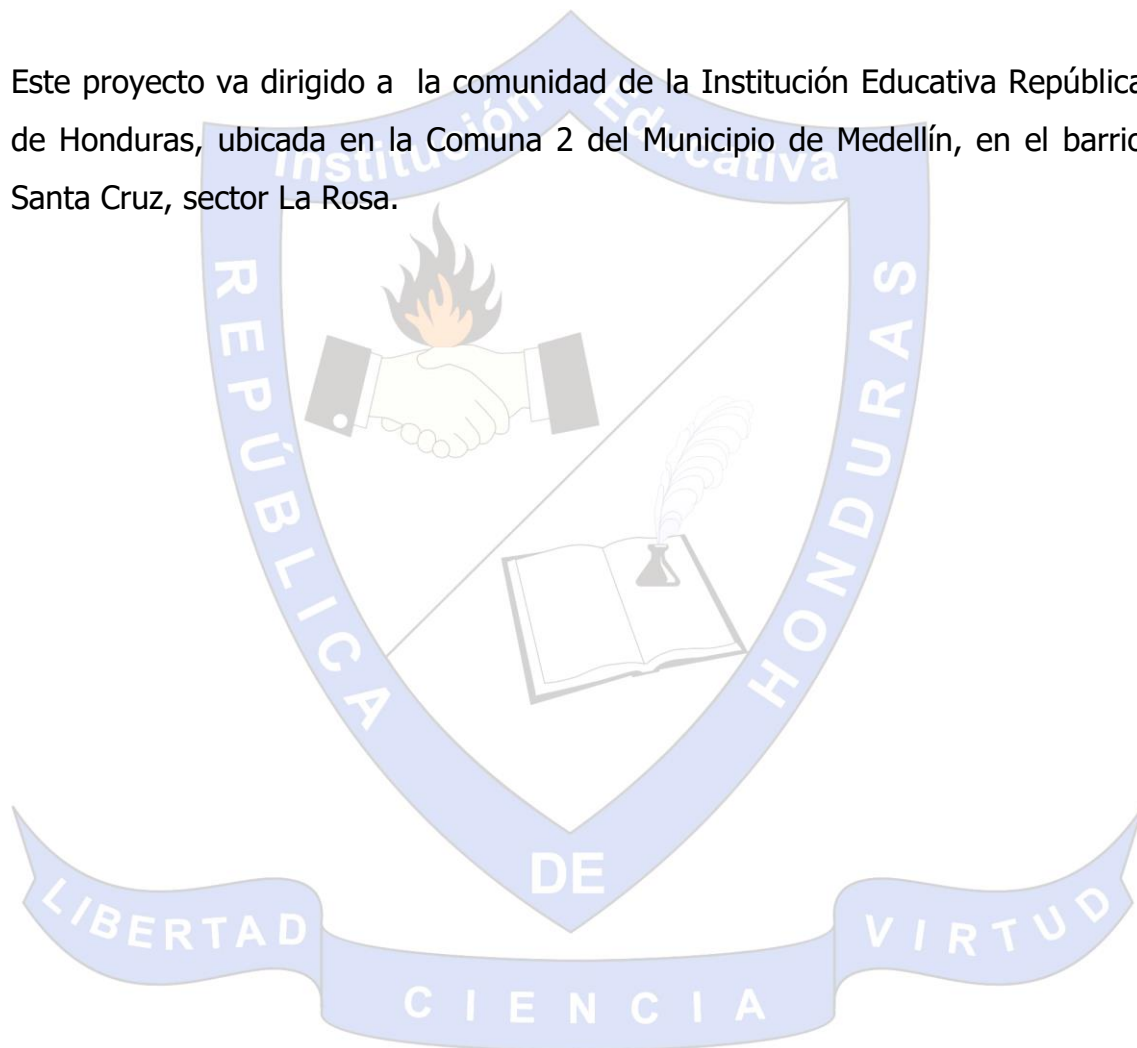 Este proyecto va dirigido a la comunidad de la Institución Educativa República
de Honduras, ubicada en la Comuna 2 del Municipio de Medellín, en el barrio
Santa Cruz, sector La Rosa.
Institución Educativa
REPÚBLICA
DE
HONDURAS
LIBERTAD
CIENCIA
VIRTUD